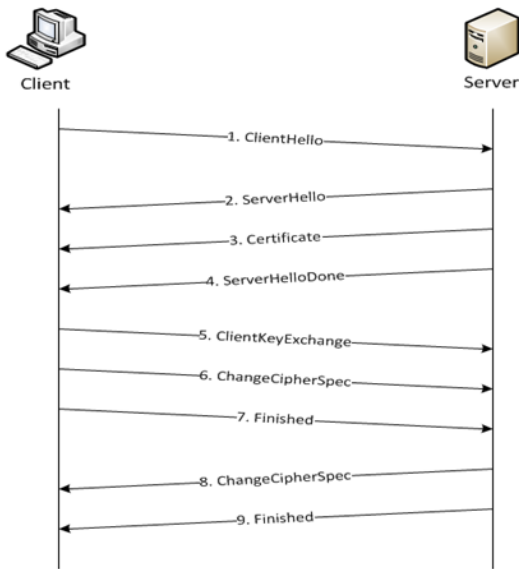 Client
Server
1. ClientHello
2. ServerHello
3. Certificate
4. ServerHelloDone
5. ClientKeyExchange
6. ChangeCipherSpec
7. Finished
8. ChangeCipherSpec
9. Finished